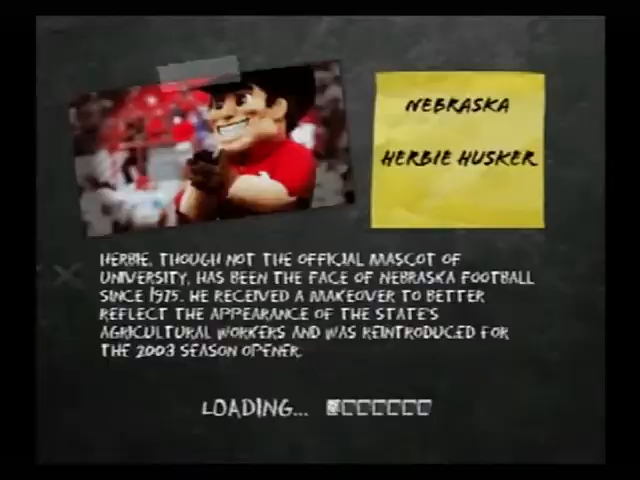 NEBRASKA
HERBIE HUSKER
HERBIE, THOUGH NOT THE OFFICIAL MASCOT OF
UNIVERSITY, HAS BEEN THE FACE OF NEBRASKA FOOTBALL
SINCE 1975. HE RECEIVED A MAKEOVER TO BETTER
REFLECT THE APPEARANCE OF THE STATE'S
AGRICULTURAL WORKERS AND WAS REINTRODUCED FOR
THE 2003 SEASON OPENER.
LOADING...